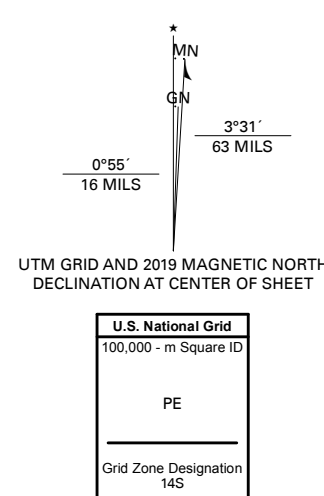 ★
MN
GN
3°31´
63 MILS
0°55´
16 MILS
UTM GRID AND 2019 MAGNETIC NORTH
DECLINATION AT CENTER OF SHEET
U.S. National Grid
100,000 - m Square ID
PE
Grid Zone Designation
14S